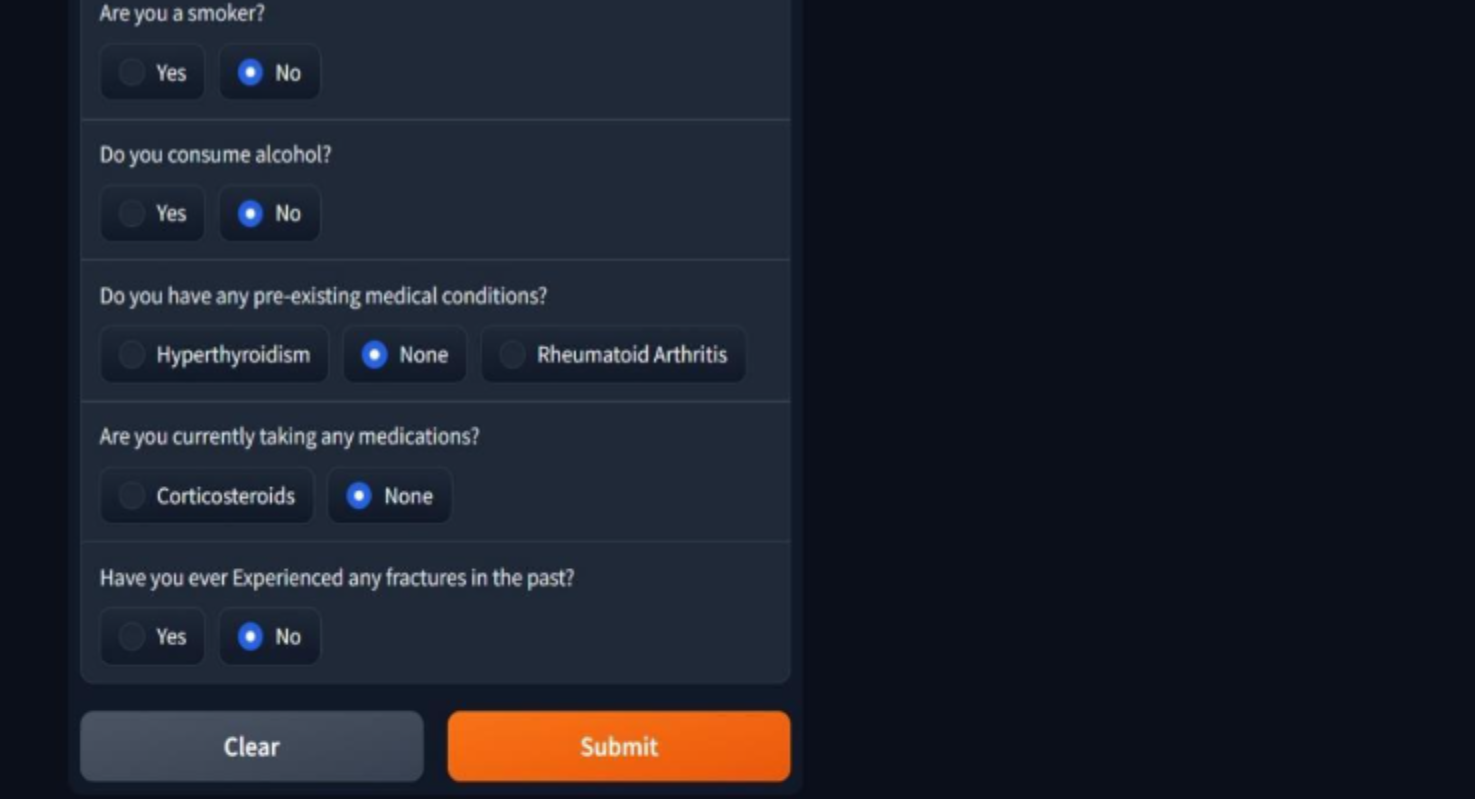 Are you a smoker?
Yes No
Do you consume alcohol?
Yes No
Do you have any pre-existing medical conditions?
Hyperthyroidism None Rheumatoid Arthritis
Are you currently taking any medications?
Corticosteroids None
Have you ever Experienced any fractures in the past?
Yes No
Clear Submit